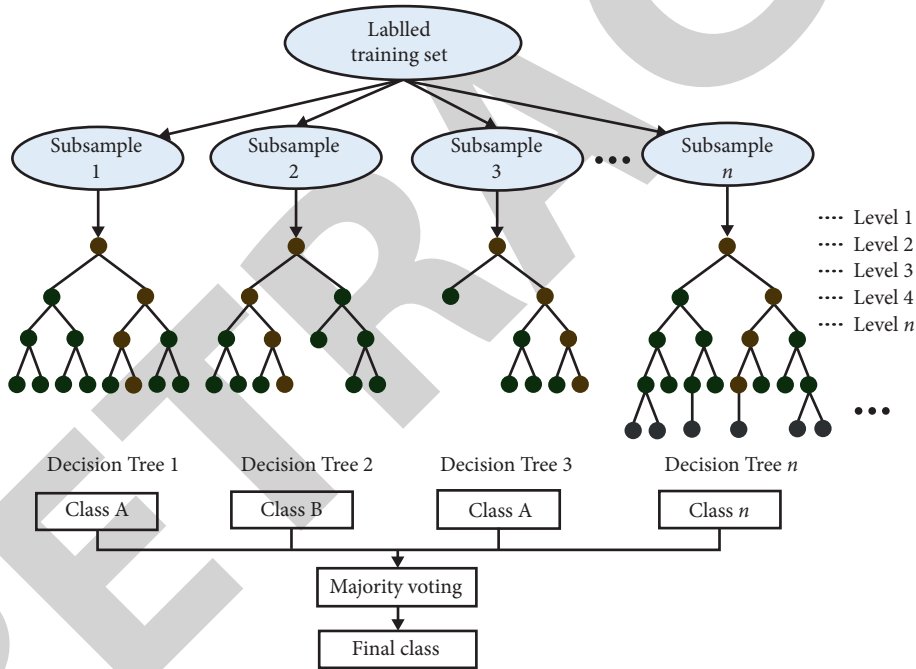 Lablled
training set
Subsample
1
Subsample
2
Subsample
3
Subsample
n
Level 1
Level 2
Level 3
Level 4
Level n
Decision Tree 1
Decision Tree 2
Decision Tree 3
Decision Tree n
Class A
Class B
Class A
Class n
Majority voting
Final class